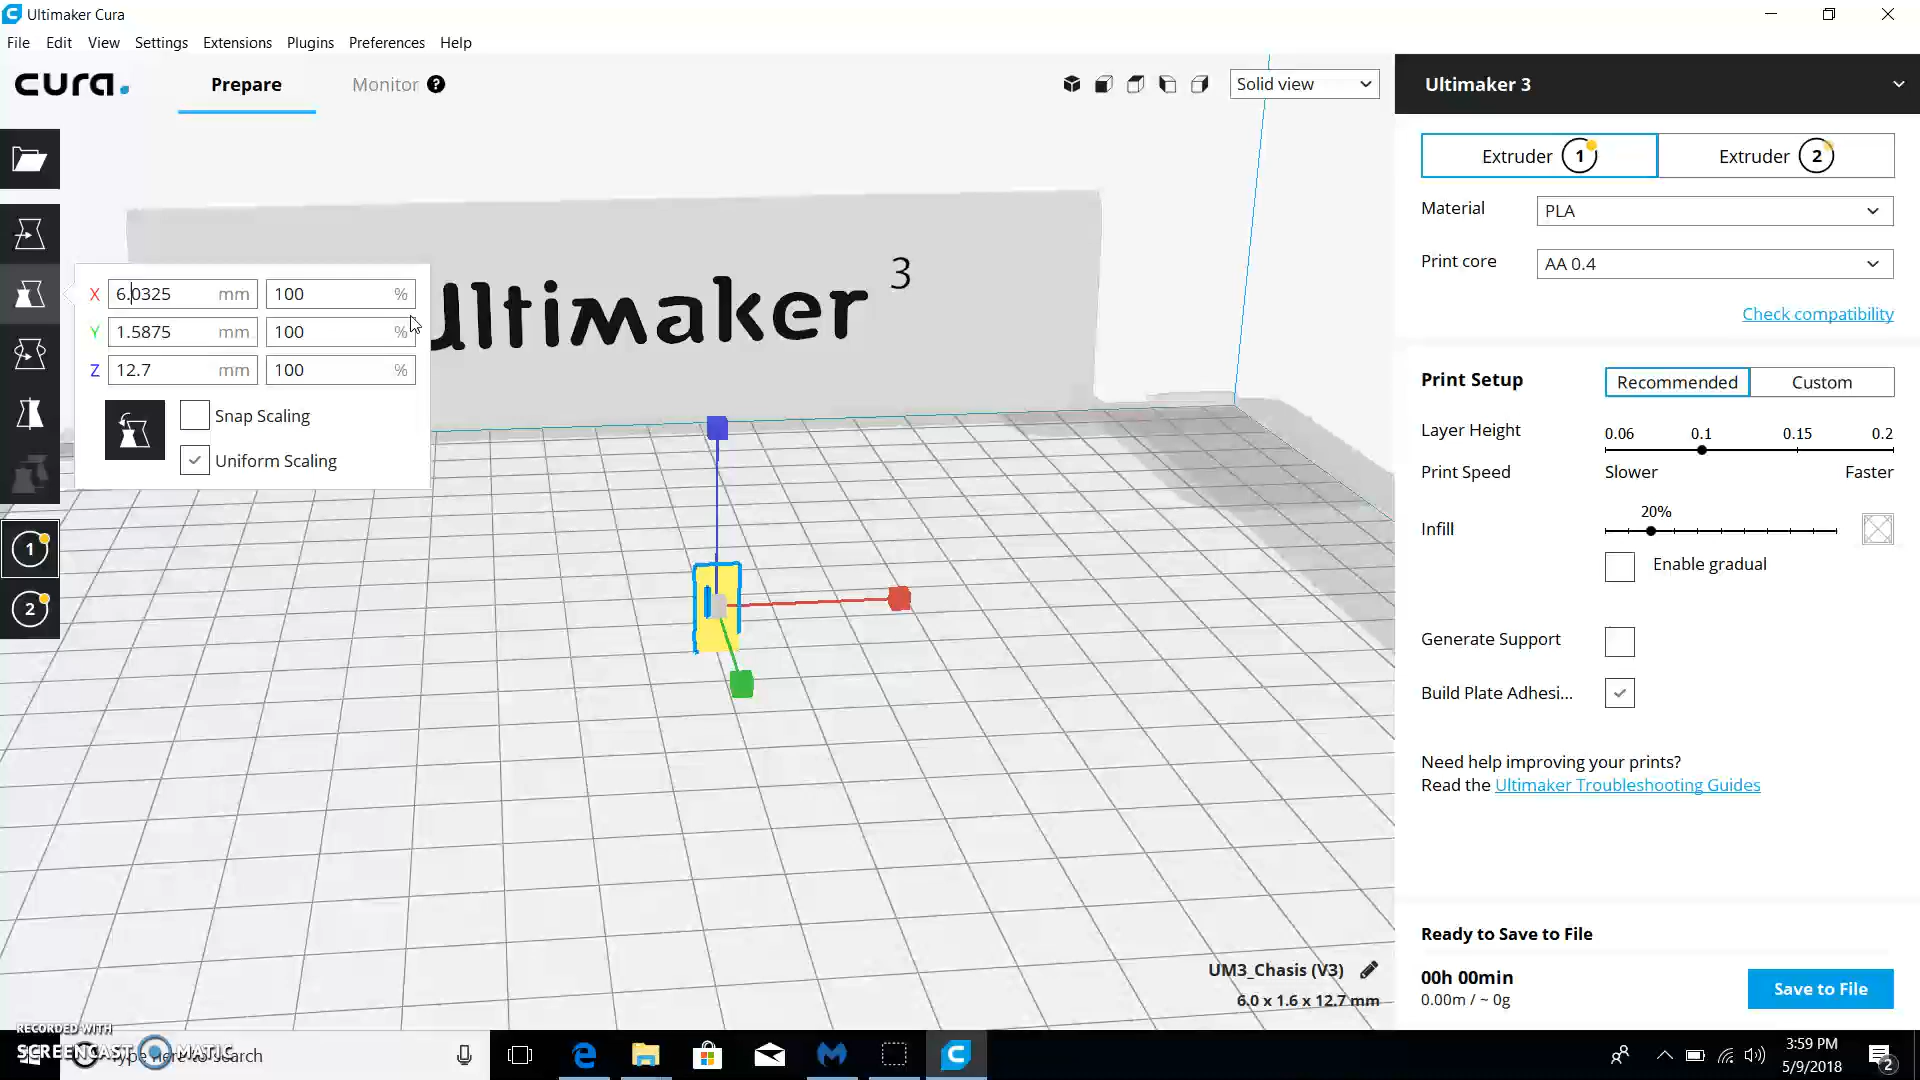 Ultimaker Cura
File Edit View Settings Extensions Plugins Preferences Help
cura. Prepare Monitor ? Solid view Ultimaker 3
Extruder 1 Extruder 2
Material PLA
Print core AA 0.4
Check compatibility
ultimaker 3
X 6.0325 mm 100 %
Y 1.5875 mm 100 %
Z 12.7 mm 100 %
Snap Scaling
Uniform Scaling
Print Setup Recommended Custom
Layer Height 0.06 0.1 0.15 0.2
Print Speed Slower Faster
Infill 20%
Enable gradual
1
2
Generate Support
Build Plate Adhesi...
Need help improving your prints?
Read the Ultimaker Troubleshooting Guides
Ready to Save to File
UM3_Chasis (V3)
6.0 x 1.6 x 12.7 mm
00h 00min
0.00m / ~ 0g
Save to File
RECORDED WITH
SCREENCAST MATIC
Type here to search
3:59 PM
5/9/2018
2